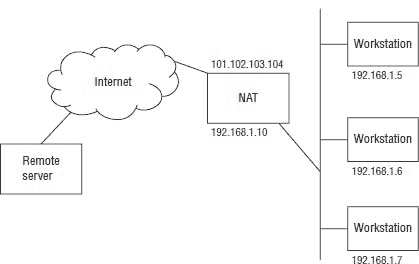 101.102.103.104
Internet
NAT
192.168.1.10
Remote
server
Workstation
192.168.1.5
Workstation
192.168.1.6
Workstation
192.168.1.7